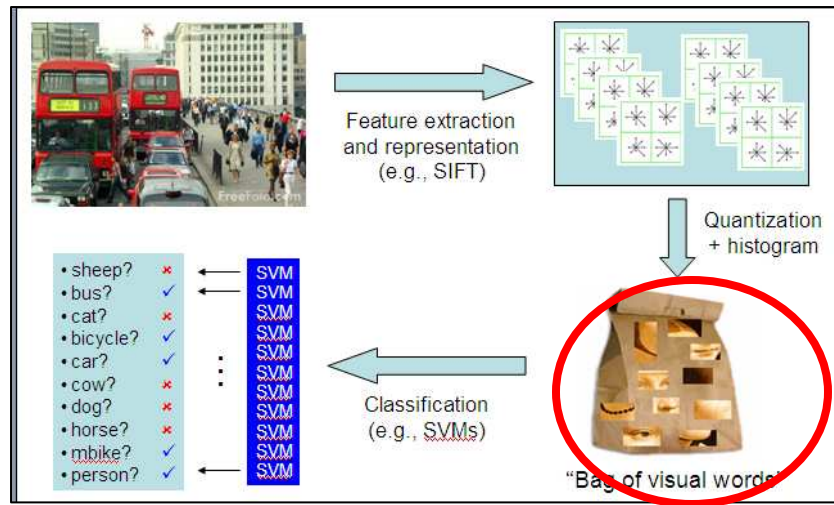 FreeFoto.com
Feature extraction
and representation
(e.g., SIFT)
Quantization
+ histogram
"Bag of visual words"
Classification
(e.g., SVMs)
SVM
SVM
SVM
SVM
SVM
SVM
SVM
SVM
SVM
SVM
SVM
• sheep? ×
• bus? ✓
• cat? ×
• bicycle? ✓
• car? ✓
• cow? ×
• dog? ×
• horse? ×
• mbike? ✓
• person? ✓